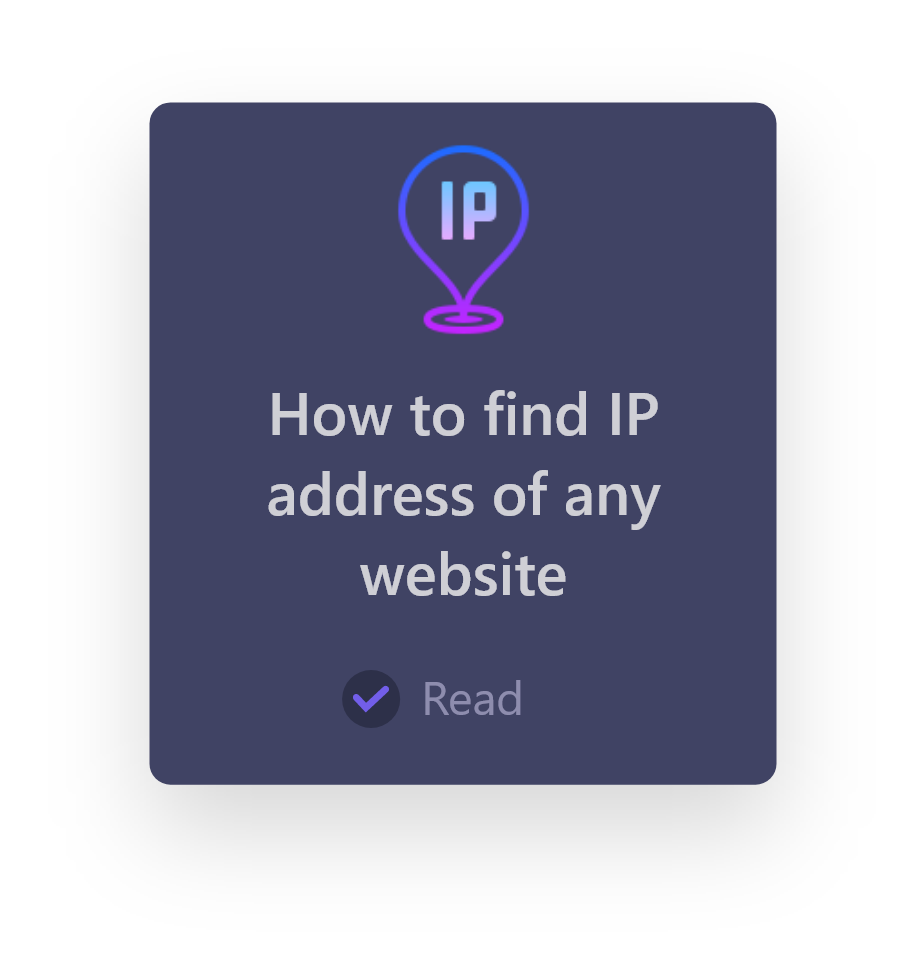 IP
How to find IP
address of any
website
Read